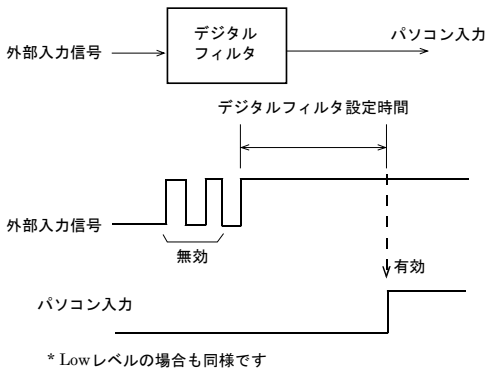 デジタル
フィルタ
外部入力信号
パソコン入力
デジタルフィルタ設定時間
外部入力信号
無効
有効
パソコン入力
* Lowレベルの場合も同様です